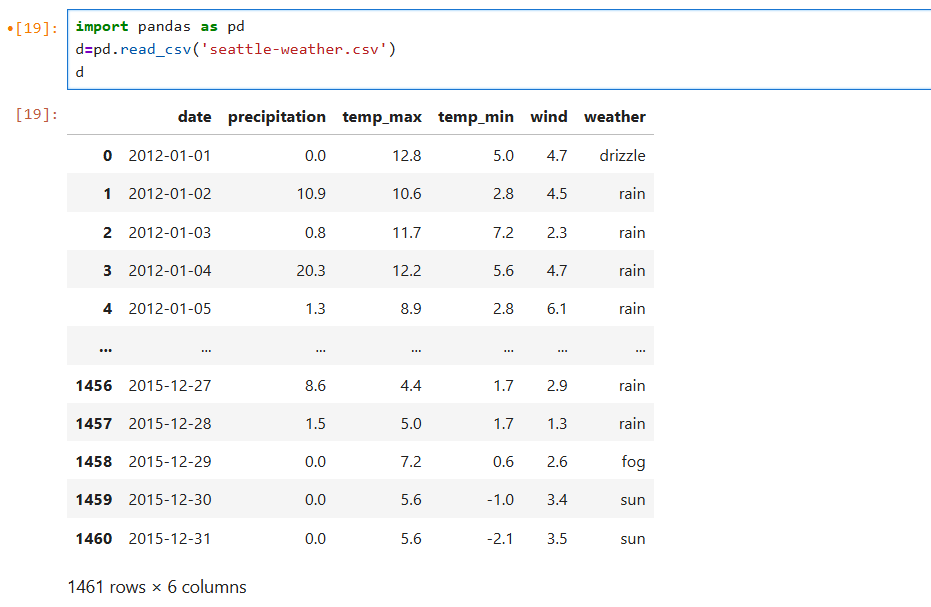 •[19]: import pandas as pd
d=pd.read_csv('seattle-weather.csv')
d
[19]: date precipitation temp_max temp_min wind weather
0 2012-01-01 0.0 12.8 5.0 4.7 drizzle
1 2012-01-02 10.9 10.6 2.8 4.5 rain
2 2012-01-03 0.8 11.7 7.2 2.3 rain
3 2012-01-04 20.3 12.2 5.6 4.7 rain
4 2012-01-05 1.3 8.9 2.8 6.1 rain
... ... ... ... ... ... ...
1456 2015-12-27 8.6 4.4 1.7 2.9 rain
1457 2015-12-28 1.5 5.0 1.7 1.3 rain
1458 2015-12-29 0.0 7.2 0.6 2.6 fog
1459 2015-12-30 0.0 5.6 -1.0 3.4 sun
1460 2015-12-31 0.0 5.6 -2.1 3.5 sun
1461 rows × 6 columns